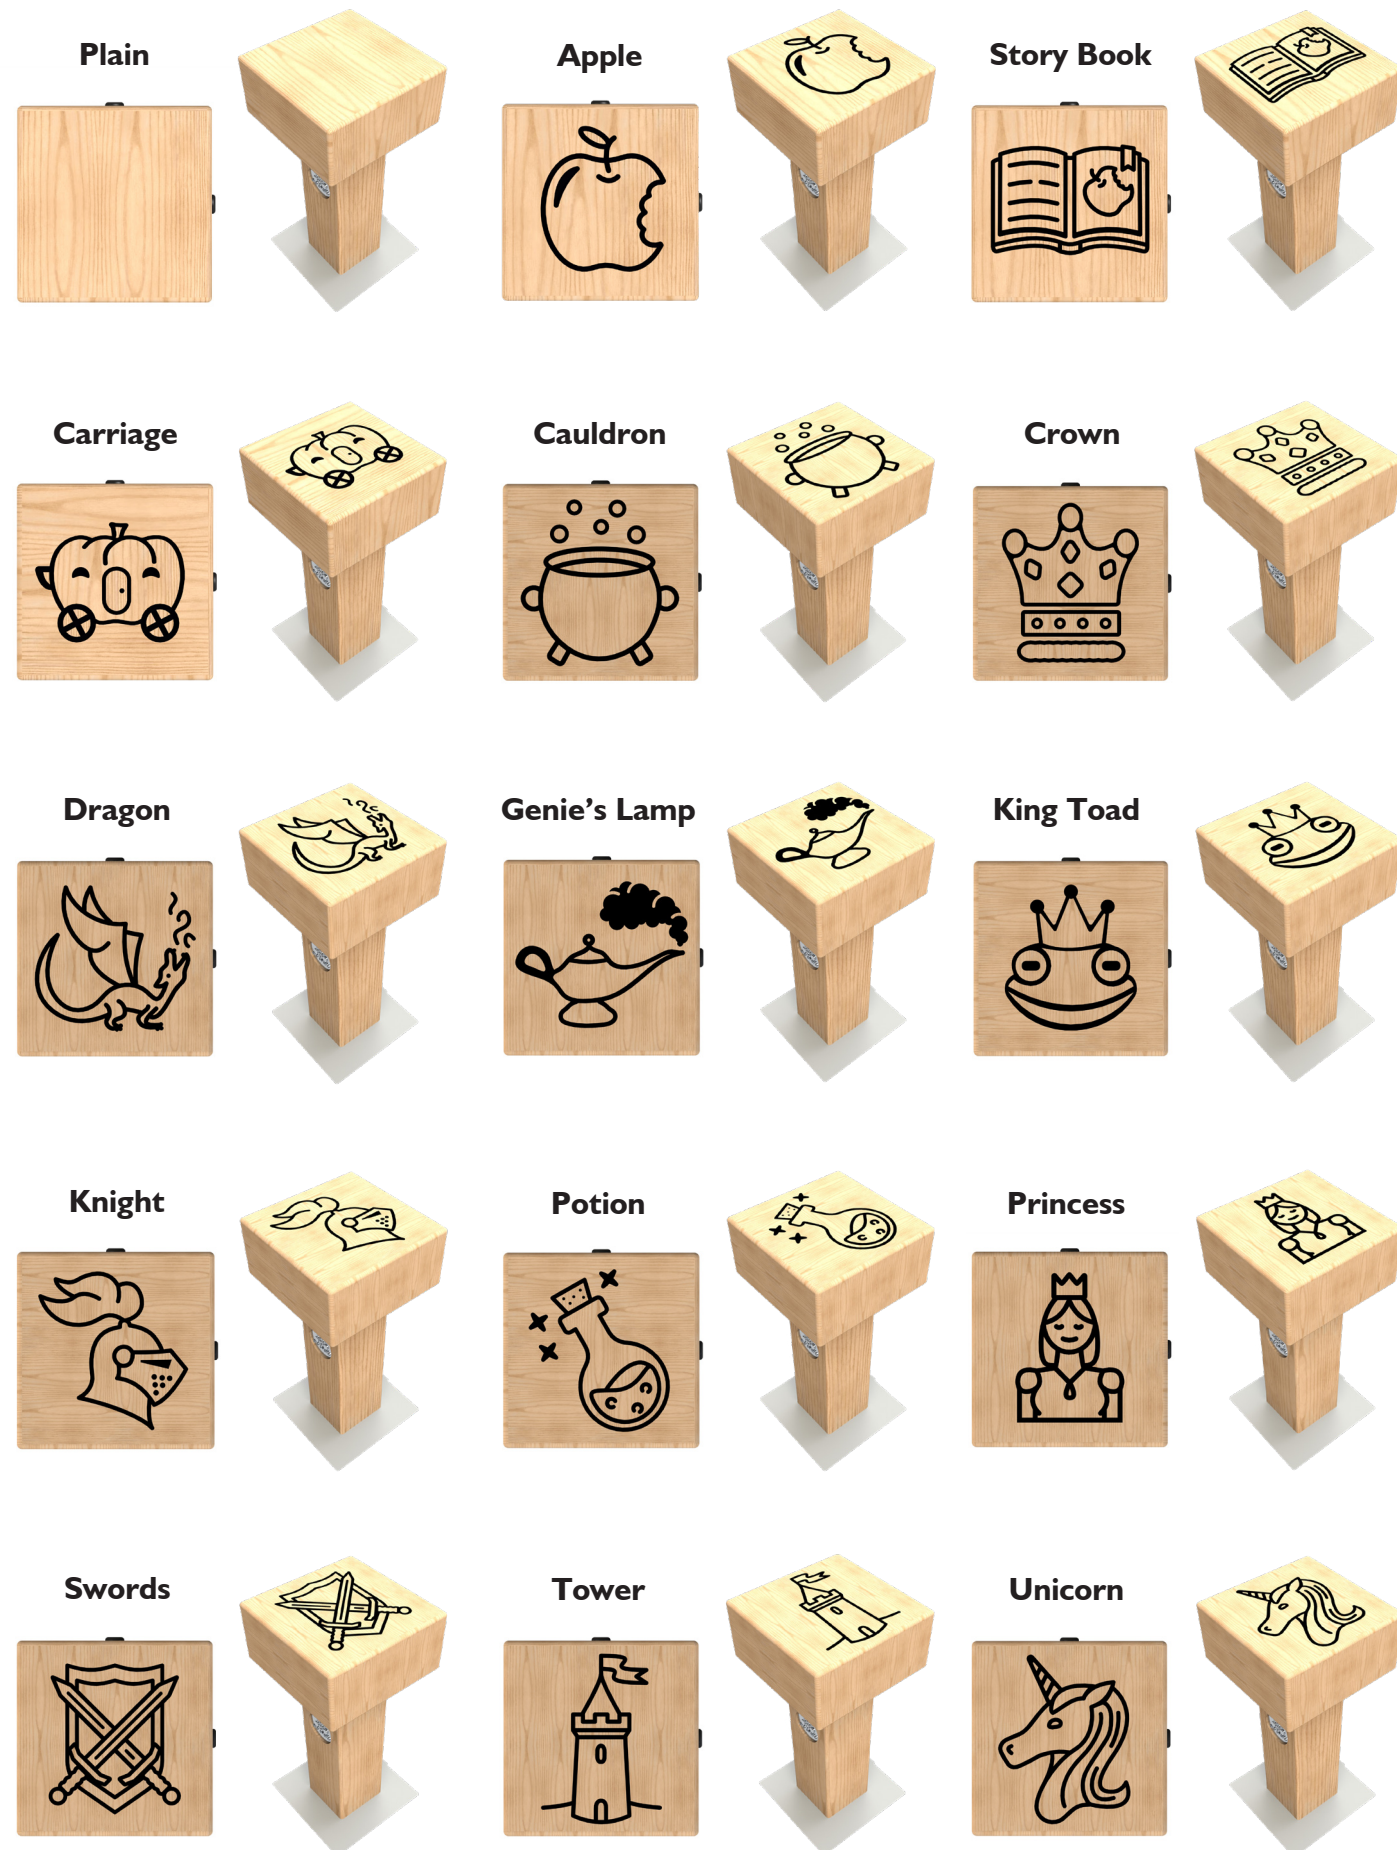 Plain
Apple
Story Book
Carriage
Cauldron
Crown
Dragon
Genie’s Lamp
King Toad
Knight
Potion
Princess
Swords
Tower
Unicorn